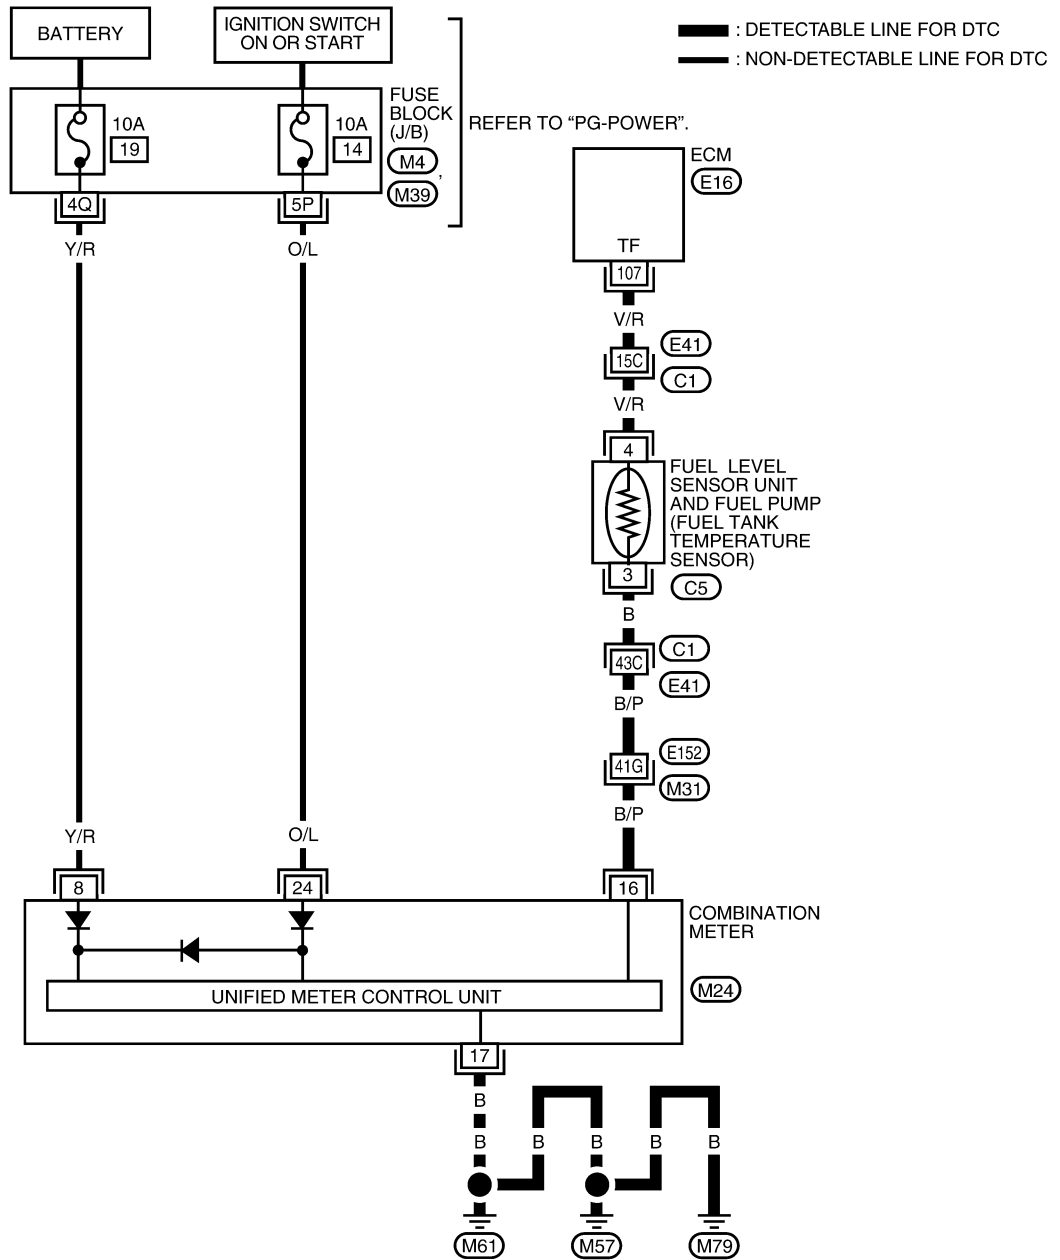 BATTERY
IGNITION SWITCH
ON OR START
: DETECTABLE LINE FOR DTC
: NON-DETECTABLE LINE FOR DTC
10A
19
10A
14
FUSE
BLOCK
(J/B)
M4
,
M39
REFER TO “PG-POWER”.
4Q
5P
Y/R
O/L
ECM
E16
TF
107
V/R
15C
E41
C1
V/R
4
FUEL LEVEL
SENSOR UNIT
AND FUEL PUMP
(FUEL TANK
TEMPERATURE
SENSOR)
3
C5
B
43C
C1
E41
B/P
41G
E152
M31
B/P
Y/R
O/L
8
24
16
COMBINATION
METER
M24
UNIFIED METER CONTROL UNIT
17
B
B
B
B
B
B
M61
M57
M79